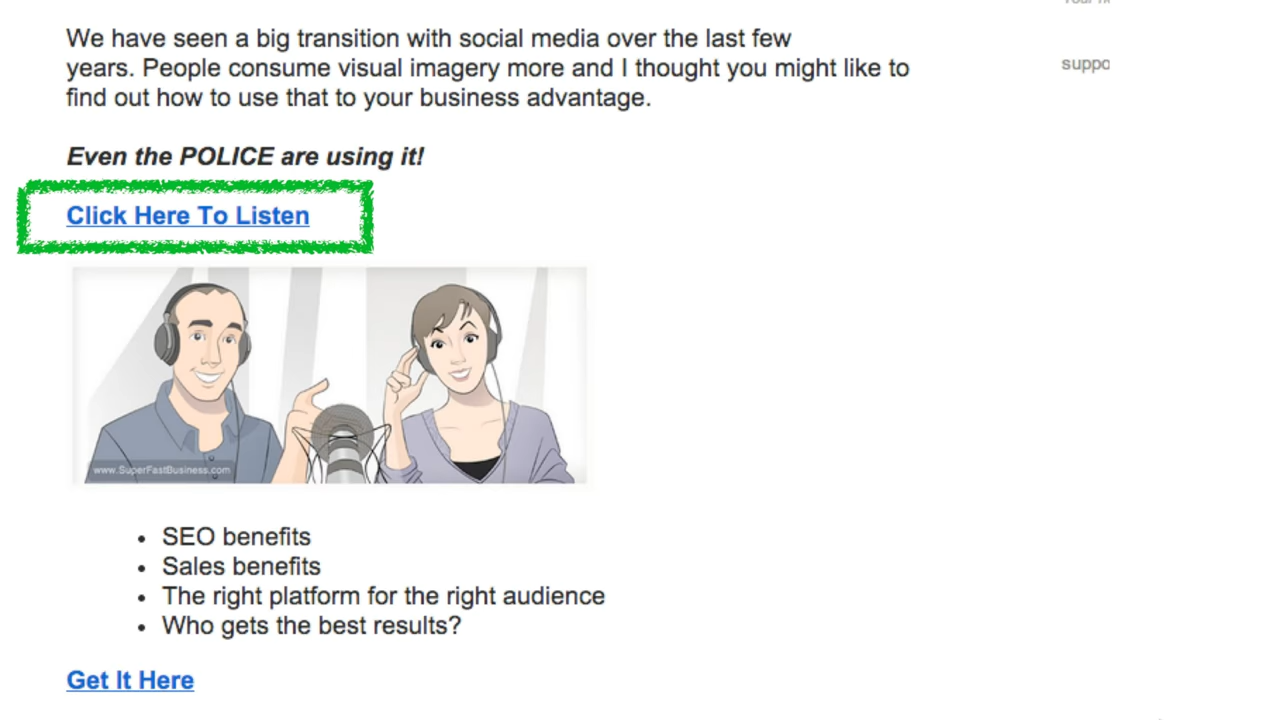 We have seen a big transition with social media over the last few
years. People consume visual imagery more and I thought you might like to
find out how to use that to your business advantage.
Even the POLICE are using it!
Click Here To Listen
www.SuperFastBusiness.com
• SEO benefits
• Sales benefits
• The right platform for the right audience
• Who gets the best results?
Get It Here